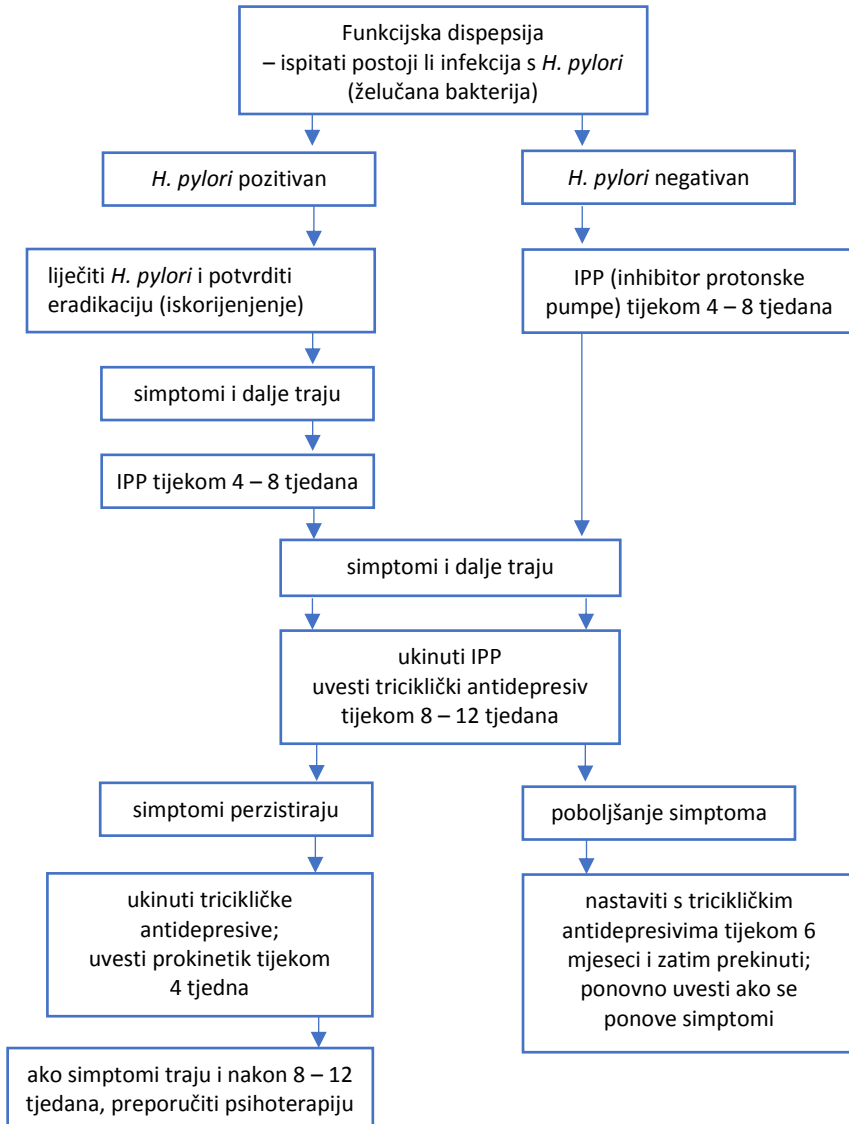 Funkcijska dispepsija
– ispitati postoji li infekcija s H. pylori
(želučana bakterija)
H. pylori pozitivan
H. pylori negativan
liječiti H. pylori i potvrditi
eradikaciju (iskorijenjenje)
IPP (inhibitor protonske
pumpe) tijekom 4 – 8 tjedana
simptomi i dalje traju
IPP tijekom 4 – 8 tjedana
simptomi i dalje traju
ukinuti IPP
uvesti triciklički antidepresiv
tijekom 8 – 12 tjedana
simptomi perzistiraju
poboljšanje simptoma
ukinuti tricikličke
antidepresive;
uvesti prokinetik tijekom
4 tjedna
nastaviti s tricikličkim
antidepresivima tijekom 6
mjeseci i zatim prekinuti;
ponovno uvesti ako se
ponove simptomi
ako simptomi traju i nakon 8 – 12
tjedana, preporučiti psihoterapiju